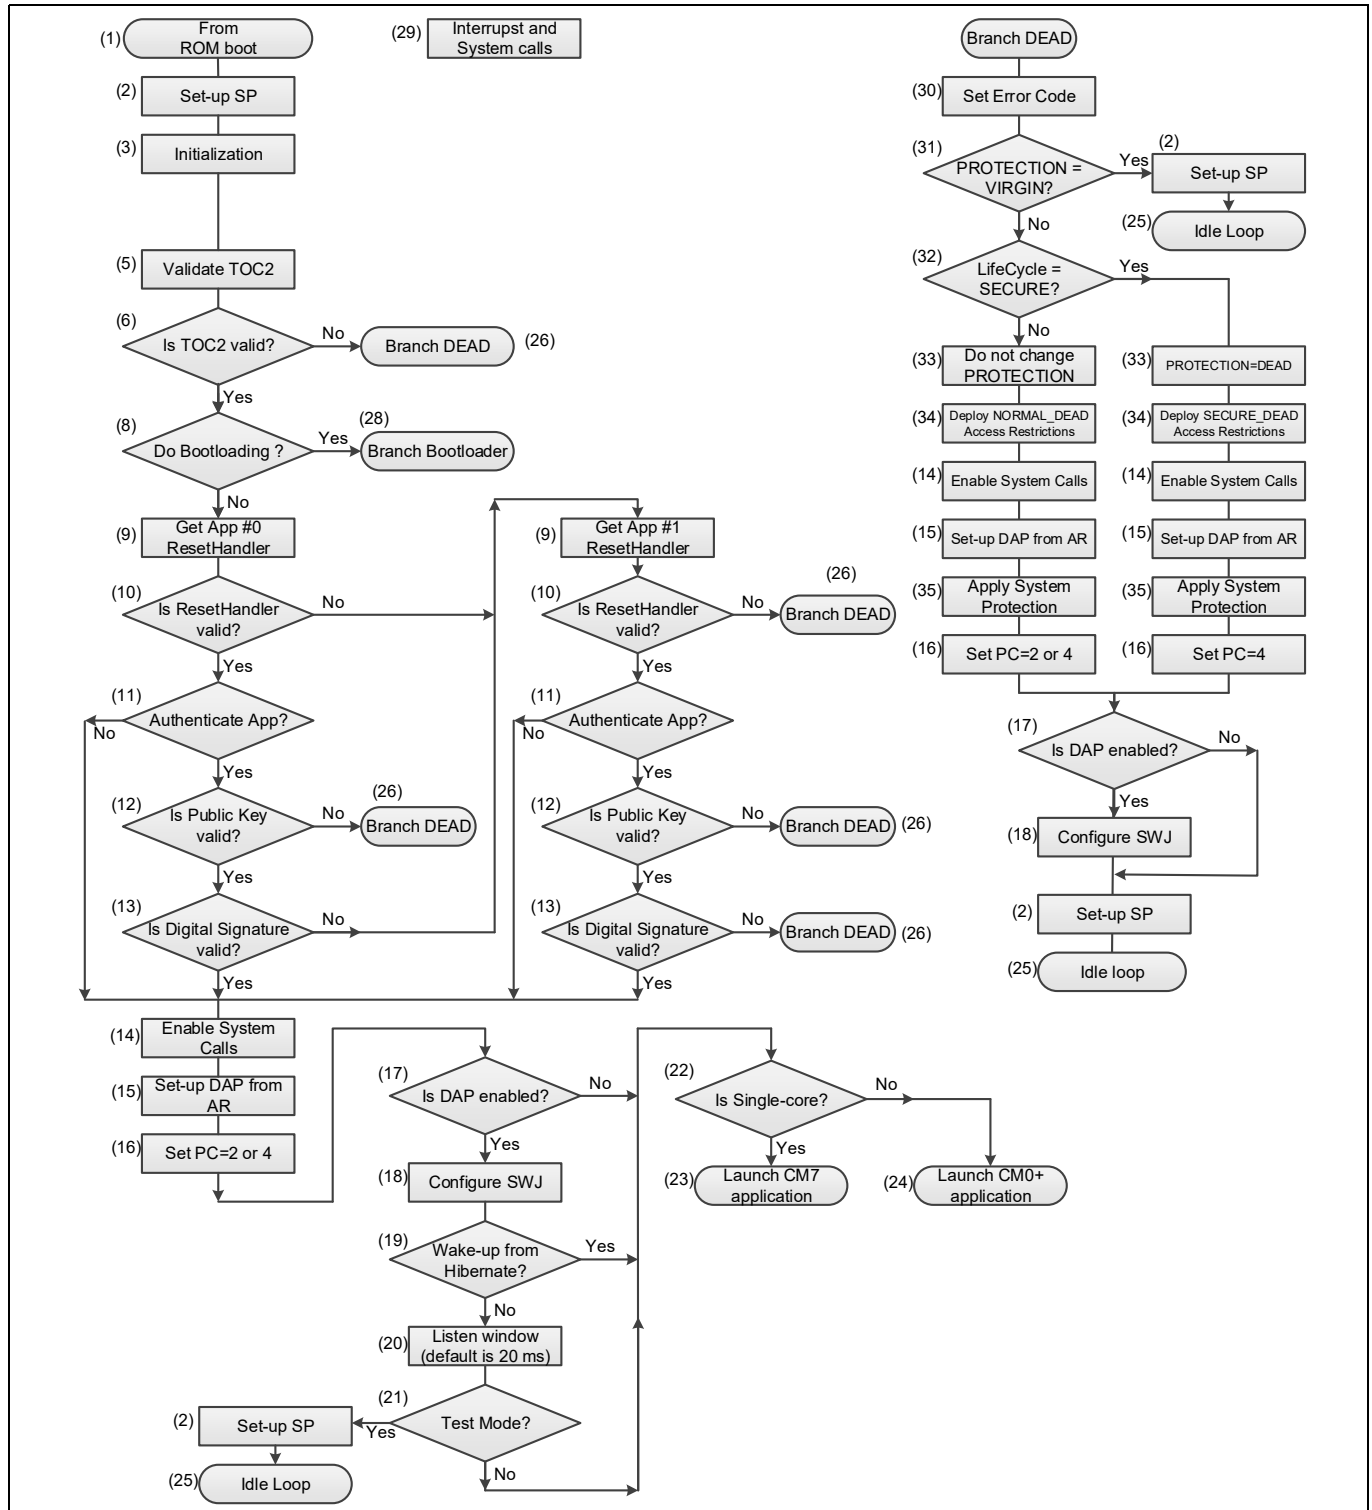 (1)
From
ROM boot
(2)
Set-up SP
(3)
Initialization
(5)
Validate TOC2
(6)
Is TOC2 valid?
No
Branch DEAD
(26)
Yes
(8)
Do Bootloading ?
Yes
(28)
Branch Bootloader
No
(9)
Get App #0
ResetHandler
(10)
Is ResetHandler
valid?
No
Yes
(11)
Authenticate App?
No
Yes
(12)
Is Public Key
valid?
No
(26)
Branch DEAD
Yes
(13)
Is Digital Signature
valid?
No
Yes
(9)
Get App #1
ResetHandler
(10)
Is ResetHandler
valid?
No
(26)
Branch DEAD
Yes
(11)
Authenticate App?
No
Yes
(12)
Is Public Key
valid?
No
Branch DEAD
(26)
Yes
(13)
Is Digital Signature
valid?
No
Branch DEAD
(26)
Yes
(14)
Enable System
Calls
(15)
Set-up DAP from
AR
(16)
Set PC=2 or 4
(17)
Is DAP enabled?
No
Yes
(18)
Configure SWJ
(19)
Wake-up from
Hibernate?
Yes
No
(20)
Listen window
(default is 20 ms)
(21)
Test Mode?
Yes
No
(2)
Set-up SP
(25)
Idle Loop
(22)
Is Single-core?
No
Yes
(23)
Launch CM7
application
(24)
Launch CM0+
application
(29)
Interrupst and
System calls
Branch DEAD
(30)
Set Error Code
(31)
PROTECTION =
VIRGIN?
Yes
(2)
Set-up SP
(25)
Idle Loop
No
(32)
LifeCycle =
SECURE?
Yes
No
(33)
Do not change
PROTECTION
(34)
Deploy NORMAL_DEAD
Access Restrictions
(14)
Enable System Calls
(15)
Set-up DAP from AR
(35)
Apply System
Protection
(16)
Set PC=2 or 4
(33)
PROTECTION=DEAD
(34)
Deploy SECURE_DEAD
Access Restrictions
(14)
Enable System Calls
(15)
Set-up DAP from AR
(35)
Apply System
Protection
(16)
Set PC=4
(17)
Is DAP enabled?
No
Yes
(18)
Configure SWJ
(2)
Set-up SP
(25)
Idle loop